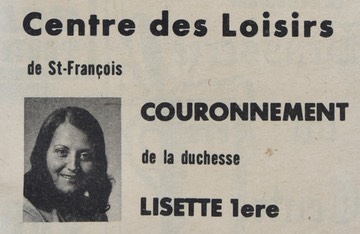 Centre des Loisirs
de St-François
COURONNEMENT
de la duchesse
LISETTE 1ere